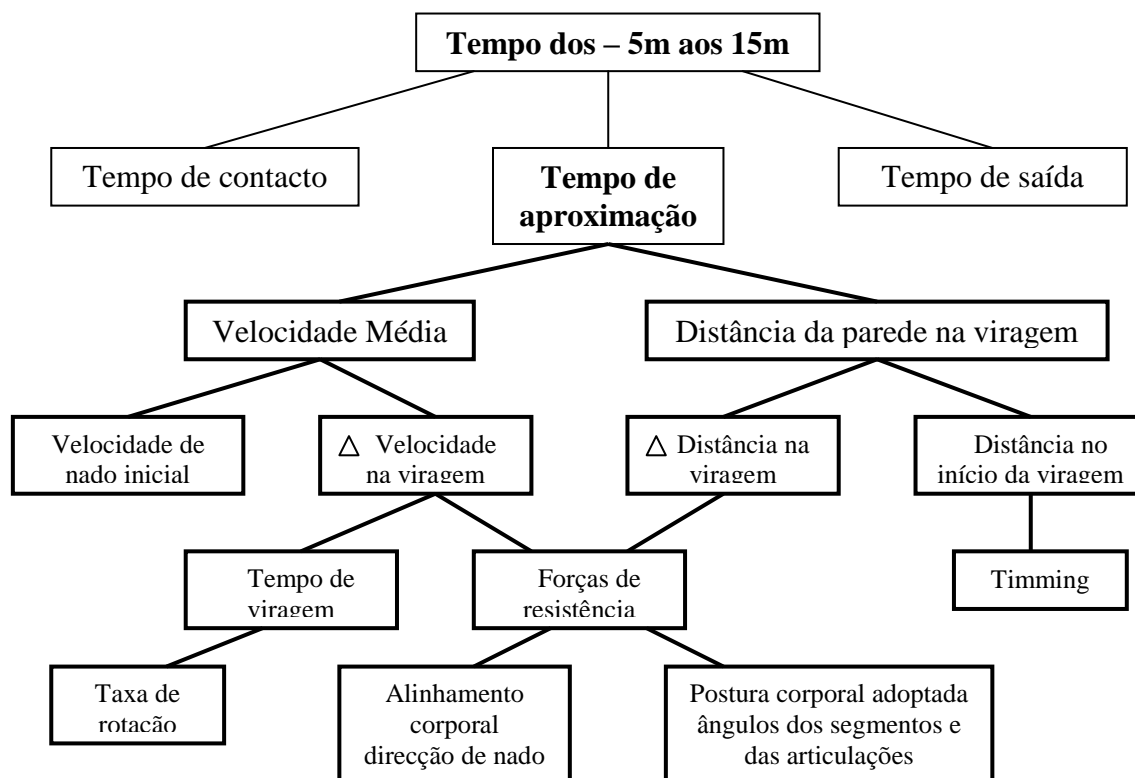 Tempo dos – 5m aos 15m
Tempo de contacto
Tempo de
aproximação
Tempo de saída
Velocidade Média
Distância da parede na viragem
Velocidade de
nado inicial
△ Velocidade
na viragem
△ Distância na
viragem
Distância no
início da viragem
Tempo de
viragem
Forças de
resistência
Timming
Taxa de
rotação
Alinhamento
corporal
direcção de nado
Postura corporal adoptada
ângulos dos segmentos e
das articulações